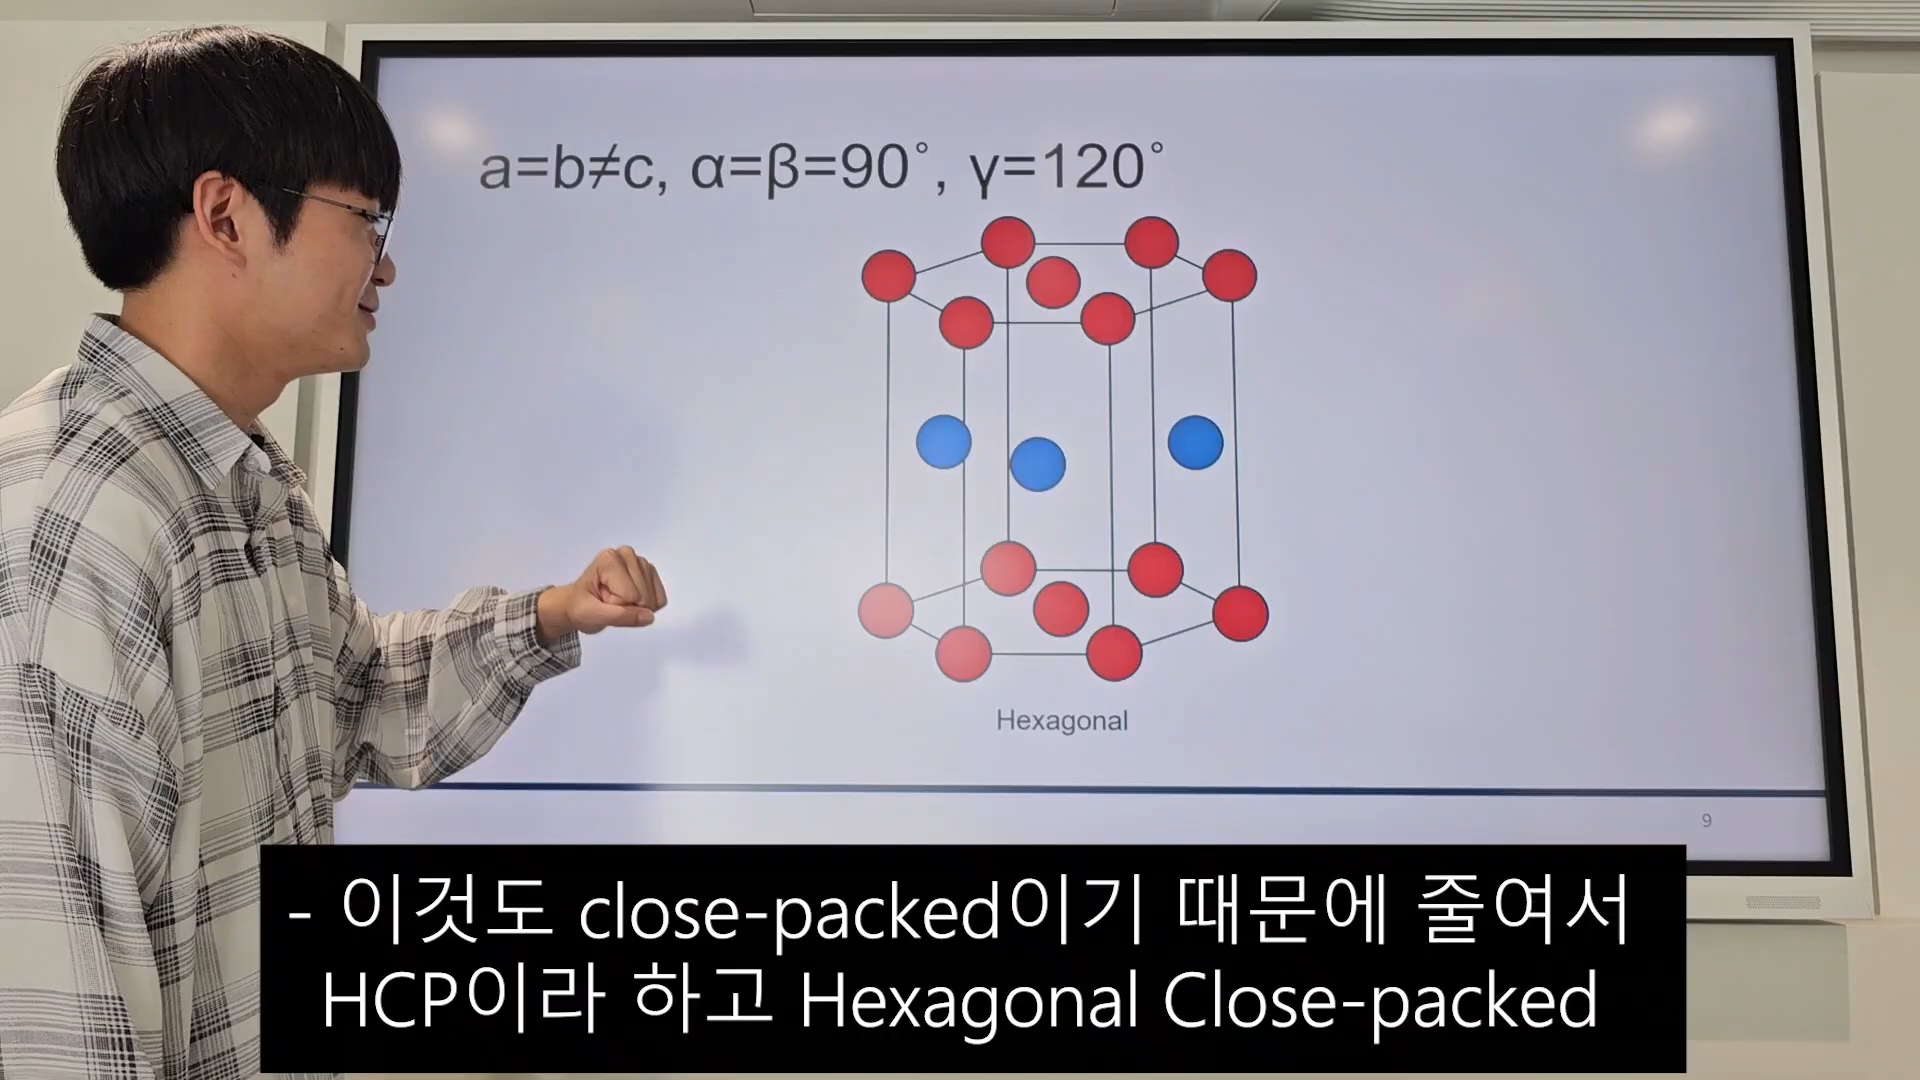 a=b≠c, α=β=90°, γ=120°
Hexagonal
9
- 이것도 close-packed이기 때문에 줄여서
HCP이라 하고 Hexagonal Close-packed